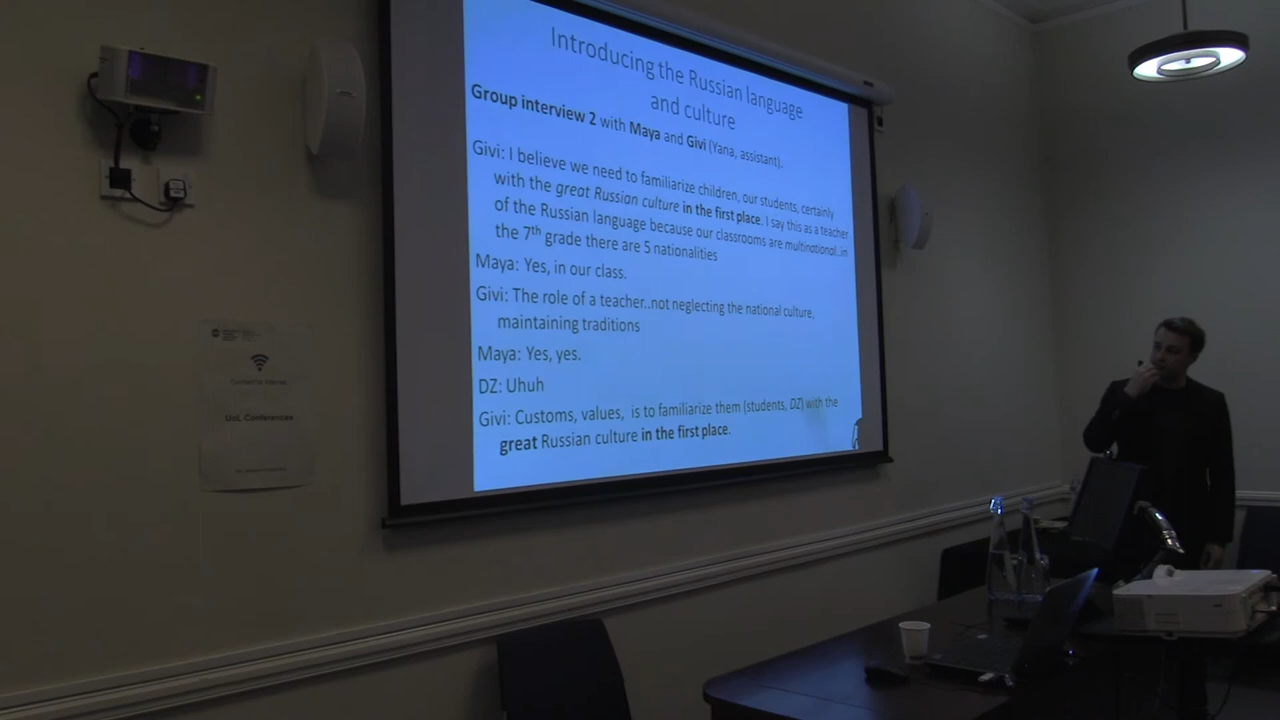 Introducing the Russian language
and culture
Group interview 2 with Maya and Givi (Yana, assistant).
Givi: I believe we need to familiarize children, our students, certainly
with the great Russian culture in the first place. I say this as a teacher
of the Russian language because our classrooms are multinational..in
the 7th grade there are 5 nationalities
Maya: Yes, in our class.
Givi: The role of a teacher..not neglecting the national culture,
maintaining traditions
Maya: Yes, yes.
DZ: Uhuh
Givi: Customs, values, is to familiarize them (students, DZ) with the
great Russian culture in the first place.
UCL Conferences